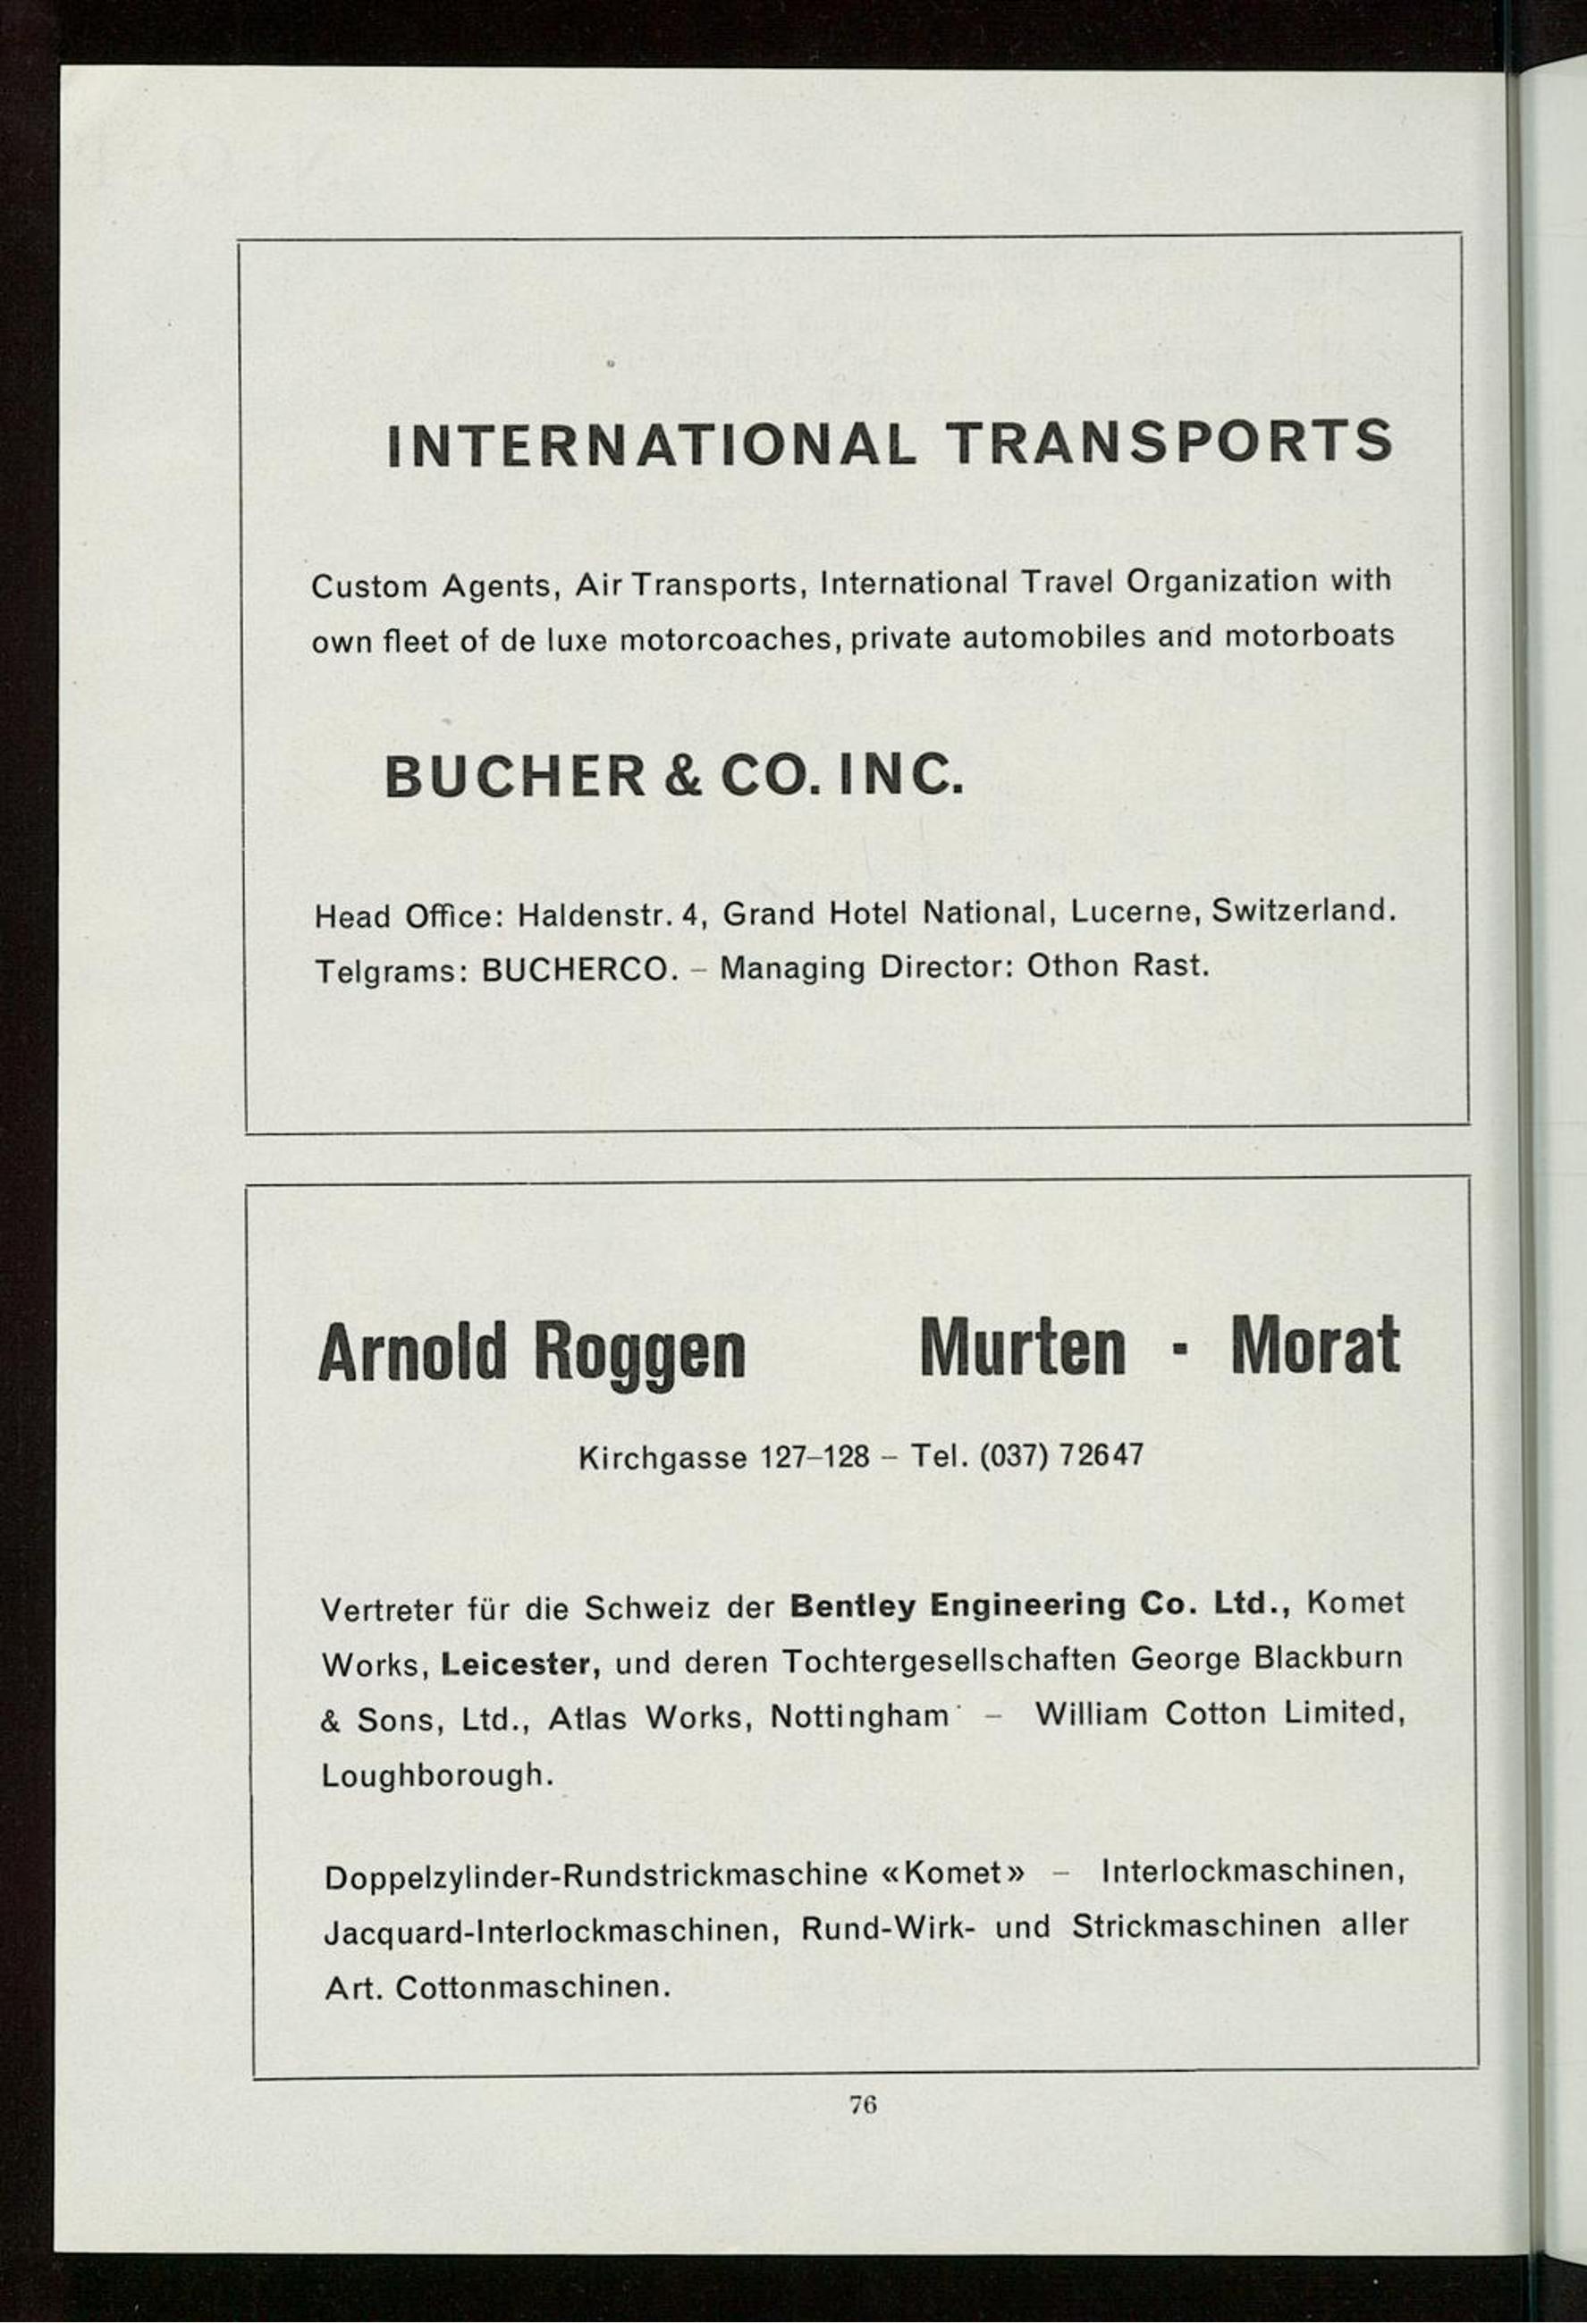 INTERNATIONAL TRANSPORTS
Custom Agents, Air Transports, International Travel Organization with
own fleet of de luxe motorcoaches, private automobiles and motorboats
BUCHER & CO. INC.
Head Office: Haldenstr. 4, Grand Hotel National, Lucerne, Switzerland.
Telgrams: BUCHERCO. – Managing Director: Othon Rast.
Arnold Roggen Murten - Morat
Kirchgasse 127–128 – Tel. (037) 72647
Vertreter für die Schweiz der Bentley Engineering Co. Ltd., Komet
Works, Leicester, und deren Tochtergesellschaften George Blackburn
& Sons, Ltd., Atlas Works, Nottingham – William Cotton Limited,
Loughborough.
Doppelzylinder-Rundstrickmaschine «Komet» – Interlockmaschinen,
Jacquard-Interlockmaschinen, Rund-Wirk- und Strickmaschinen aller
Art. Cottonmaschinen.
76